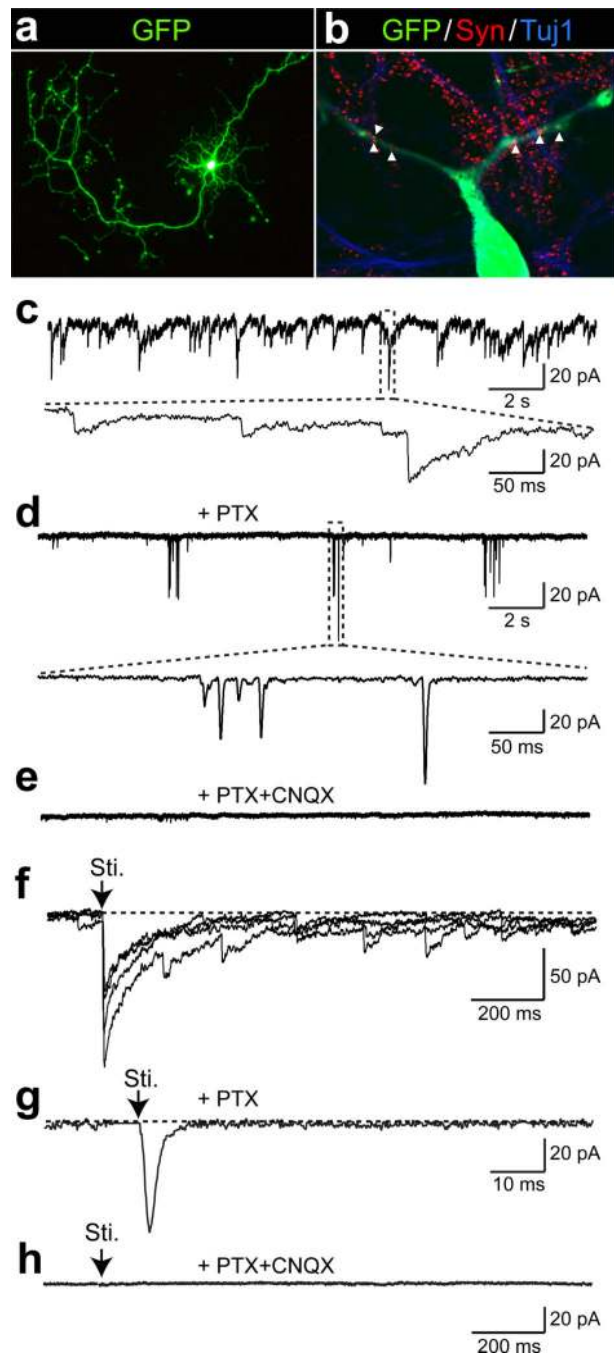 a GFP
b GFP/Syn/Tuj1
c
20 pA
2 s
20 pA
50 ms
d + PTX
20 pA
2 s
20 pA
50 ms
e + PTX+CNQX
f Sti.
50 pA
200 ms
g Sti. + PTX
20 pA
10 ms
h Sti. + PTX+CNQX
20 pA
200 ms